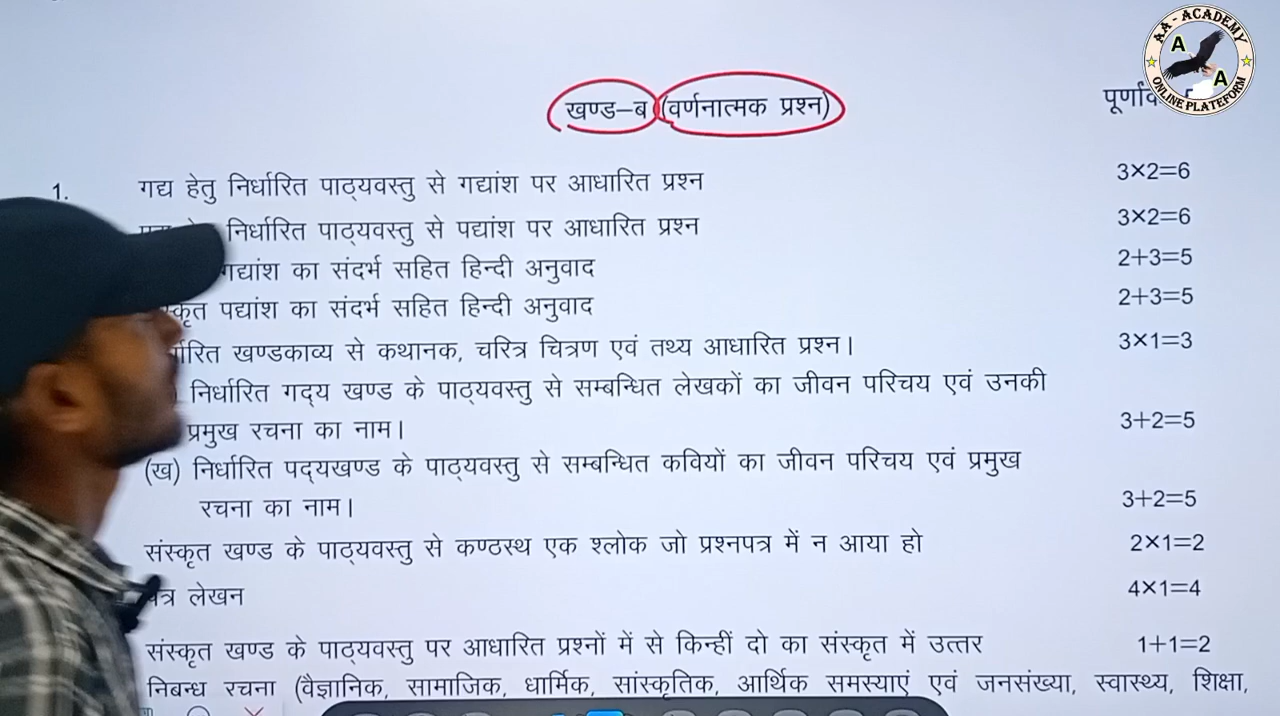 AA - ACADEMY
A
A
ONLINE PLATEFORM
खण्ड–ब (वर्णनात्मक प्रश्न)
1. गद्य हेतु निर्धारित पाठ्यवस्तु से गद्यांश पर आधारित प्रश्न 3×2=6
निर्धारित पाठ्यवस्तु से पद्यांश पर आधारित प्रश्न 3×2=6
गद्यांश का संदर्भ सहित हिन्दी अनुवाद 2+3=5
पद्यांश का संदर्भ सहित हिन्दी अनुवाद 2+3=5
खण्डकाव्य से कथानक, चरित्र चित्रण एवं तथ्य आधारित प्रश्न। 3×1=3
निर्धारित गद्य खण्ड के पाठ्यवस्तु से सम्बन्धित लेखकों का जीवन परिचय एवं उनकी
प्रमुख रचना का नाम। 3+2=5
(ख) निर्धारित पद्यखण्ड के पाठ्यवस्तु से सम्बन्धित कवियों का जीवन परिचय एवं प्रमुख
रचना का नाम। 3+2=5
संस्कृत खण्ड के पाठ्यवस्तु से कण्ठस्थ एक श्लोक जो प्रश्नपत्र में न आया हो 2×1=2
लेखन 4×1=4
संस्कृत खण्ड के पाठ्यवस्तु पर आधारित प्रश्नों में से किन्हीं दो का संस्कृत में उत्तर 1+1=2
निबन्ध रचना (वैज्ञानिक, सामाजिक, धार्मिक, सांस्कृतिक, आर्थिक समस्याएं एवं जनसंख्या, स्वास्थ्य, शिक्षा,